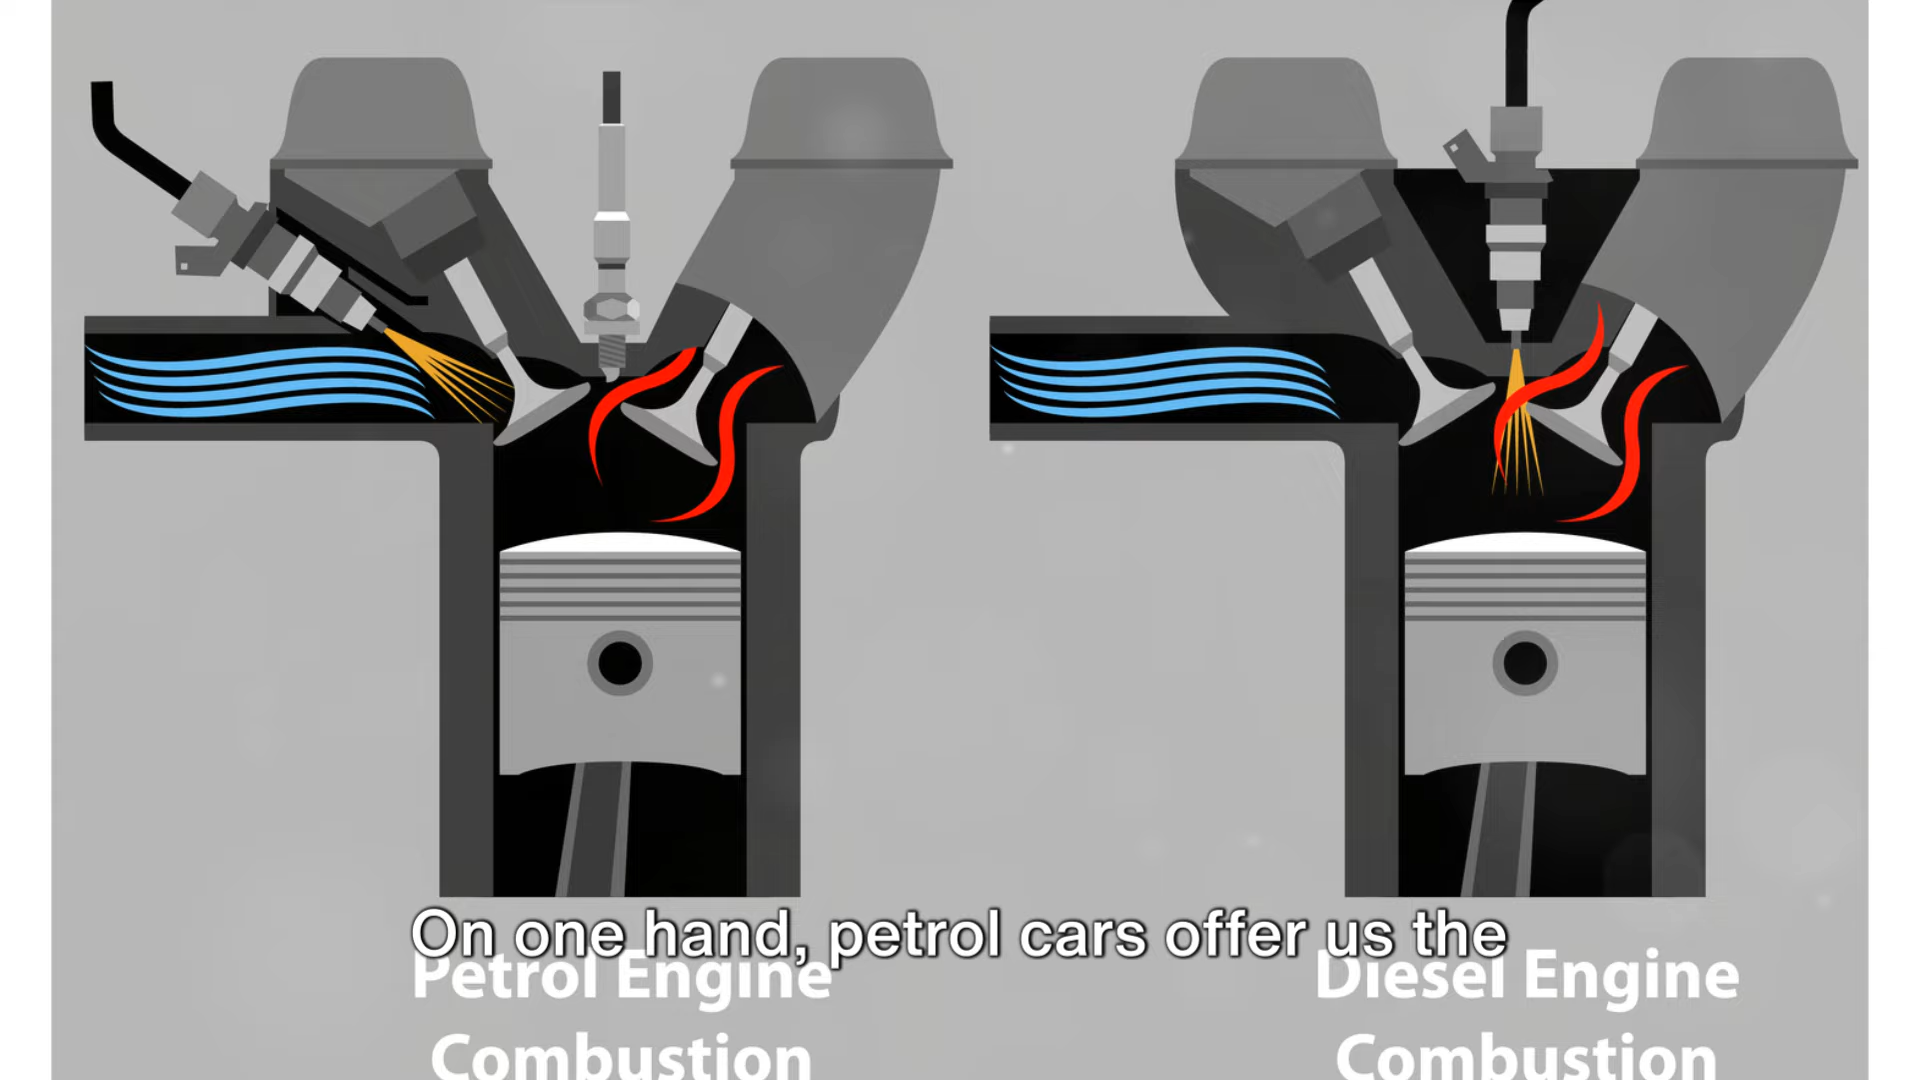 On one hand, petrol cars offer us the
Petrol Engine
Combustion
Diesel Engine
Combustion